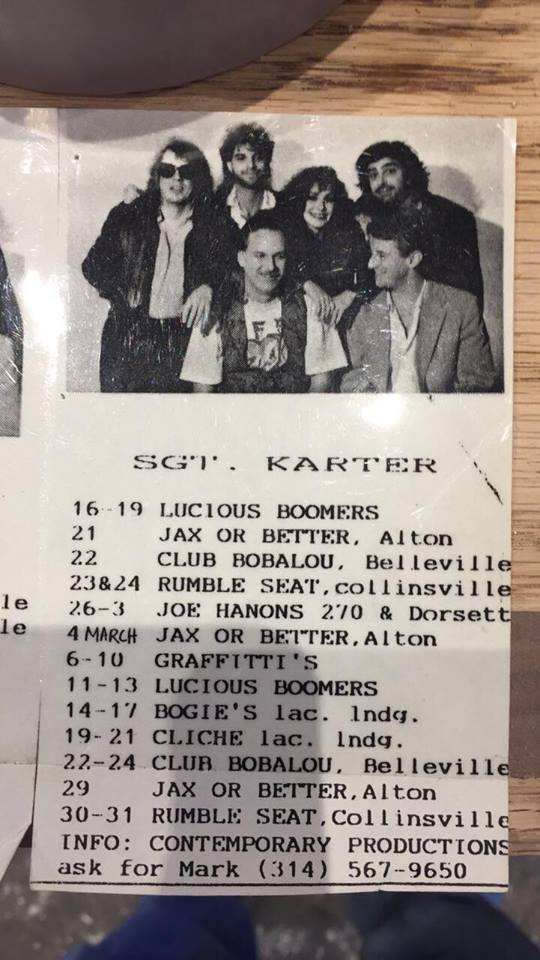 SGT. KARTER
16-19 LUCIOUS BOOMERS
21 JAX OR BETTER, Alton
22 CLUB BOBALOU, Belleville
23&24 RUMBLE SEAT,collinsville
26-3 JOE HANONS 270 & Dorsett
4 MARCH JAX OR BETTER,Alton
6-10 GRAFFITTI'S
11-13 LUCIOUS BOOMERS
14-17 BOGIE'S lac. lndg.
19-21 CLICHE lac. lndg.
22-24 CLUB BOBALOU, Belleville
29 JAX OR BETTER,Alton
30-31 RUMBLE SEAT,Collinsville
INFO: CONTEMPORARY PRODUCTIONS
ask for Mark (314) 567-9650
le
le